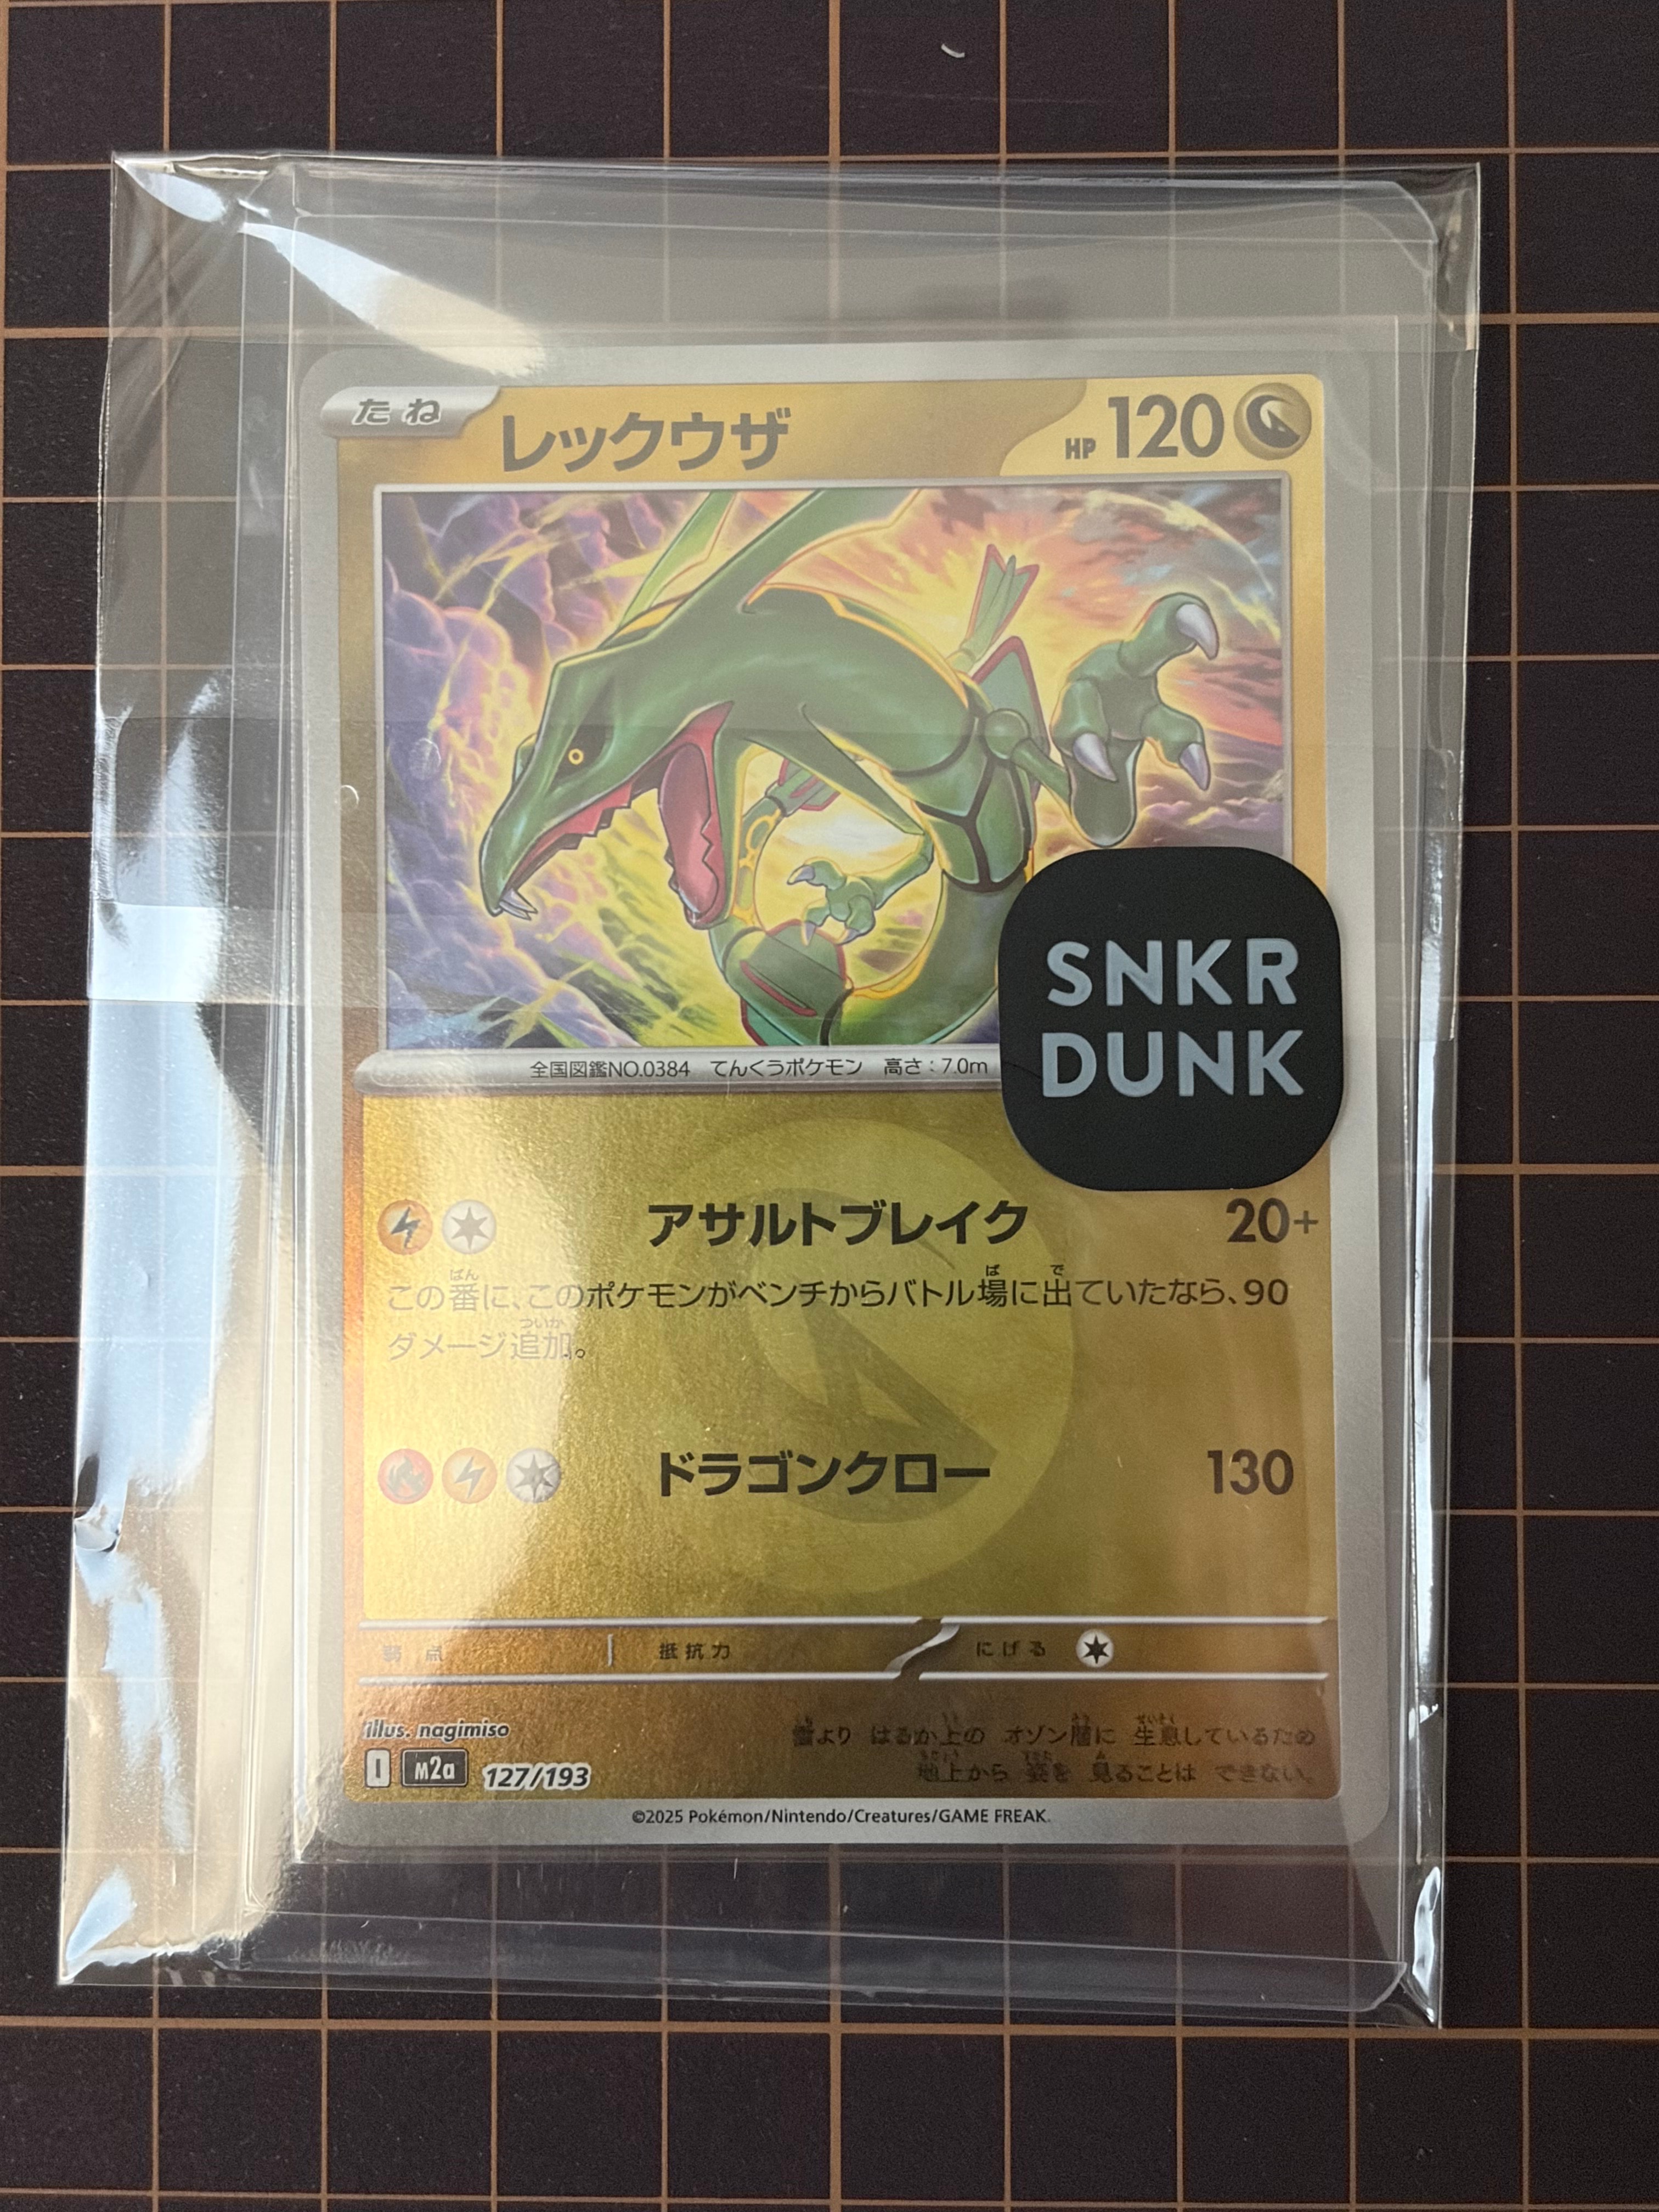 たね
レックウザ
HP 120
SNKR
DUNK
全国図鑑NO.0384 てんくうポケモン 高さ:7.0m
アサルトブレイク 20+
この番に、このポケモンがベンチからバトル場に出ていたなら、90
ダメージ追加。
ドラゴンクロー 130
弱点 抵抗力 にげる
illus. nagimiso
I M2a 127/193
雲より はるか上の オゾン層に 生息しているため
地上から 姿を 見ることは できない。
©2025 Pokémon/Nintendo/Creatures/GAME FREAK.